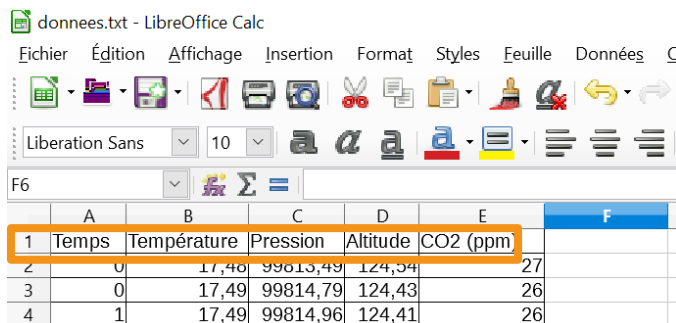 donnees.txt - LibreOffice Calc
Fichier Édition Affichage Insertion Format Styles Feuille Données
Liberation Sans 10 a a a a
F6 fx Σ =
A B C D E F
1 Temps Température Pression Altitude CO2 (ppm)
2 0 17,48 99813,49 124,54 27
3 0 17,49 99814,79 124,43 26
4 1 17,49 99814,96 124,41 26